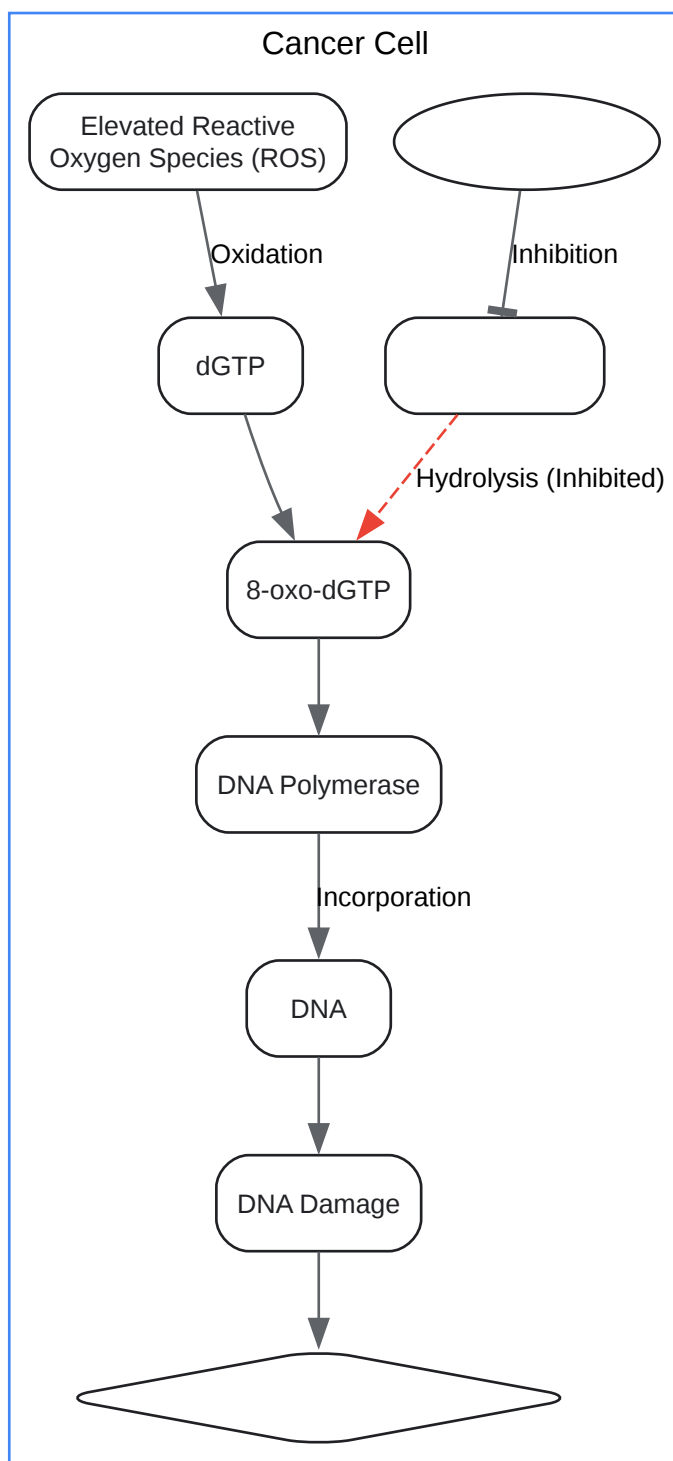 Cancer Cell
Elevated Reactive
Oxygen Species (ROS)
Oxidation
Inhibition
dGTP
Hydrolysis (Inhibited)
8-oxo-dGTP
DNA Polymerase
Incorporation
DNA
DNA Damage